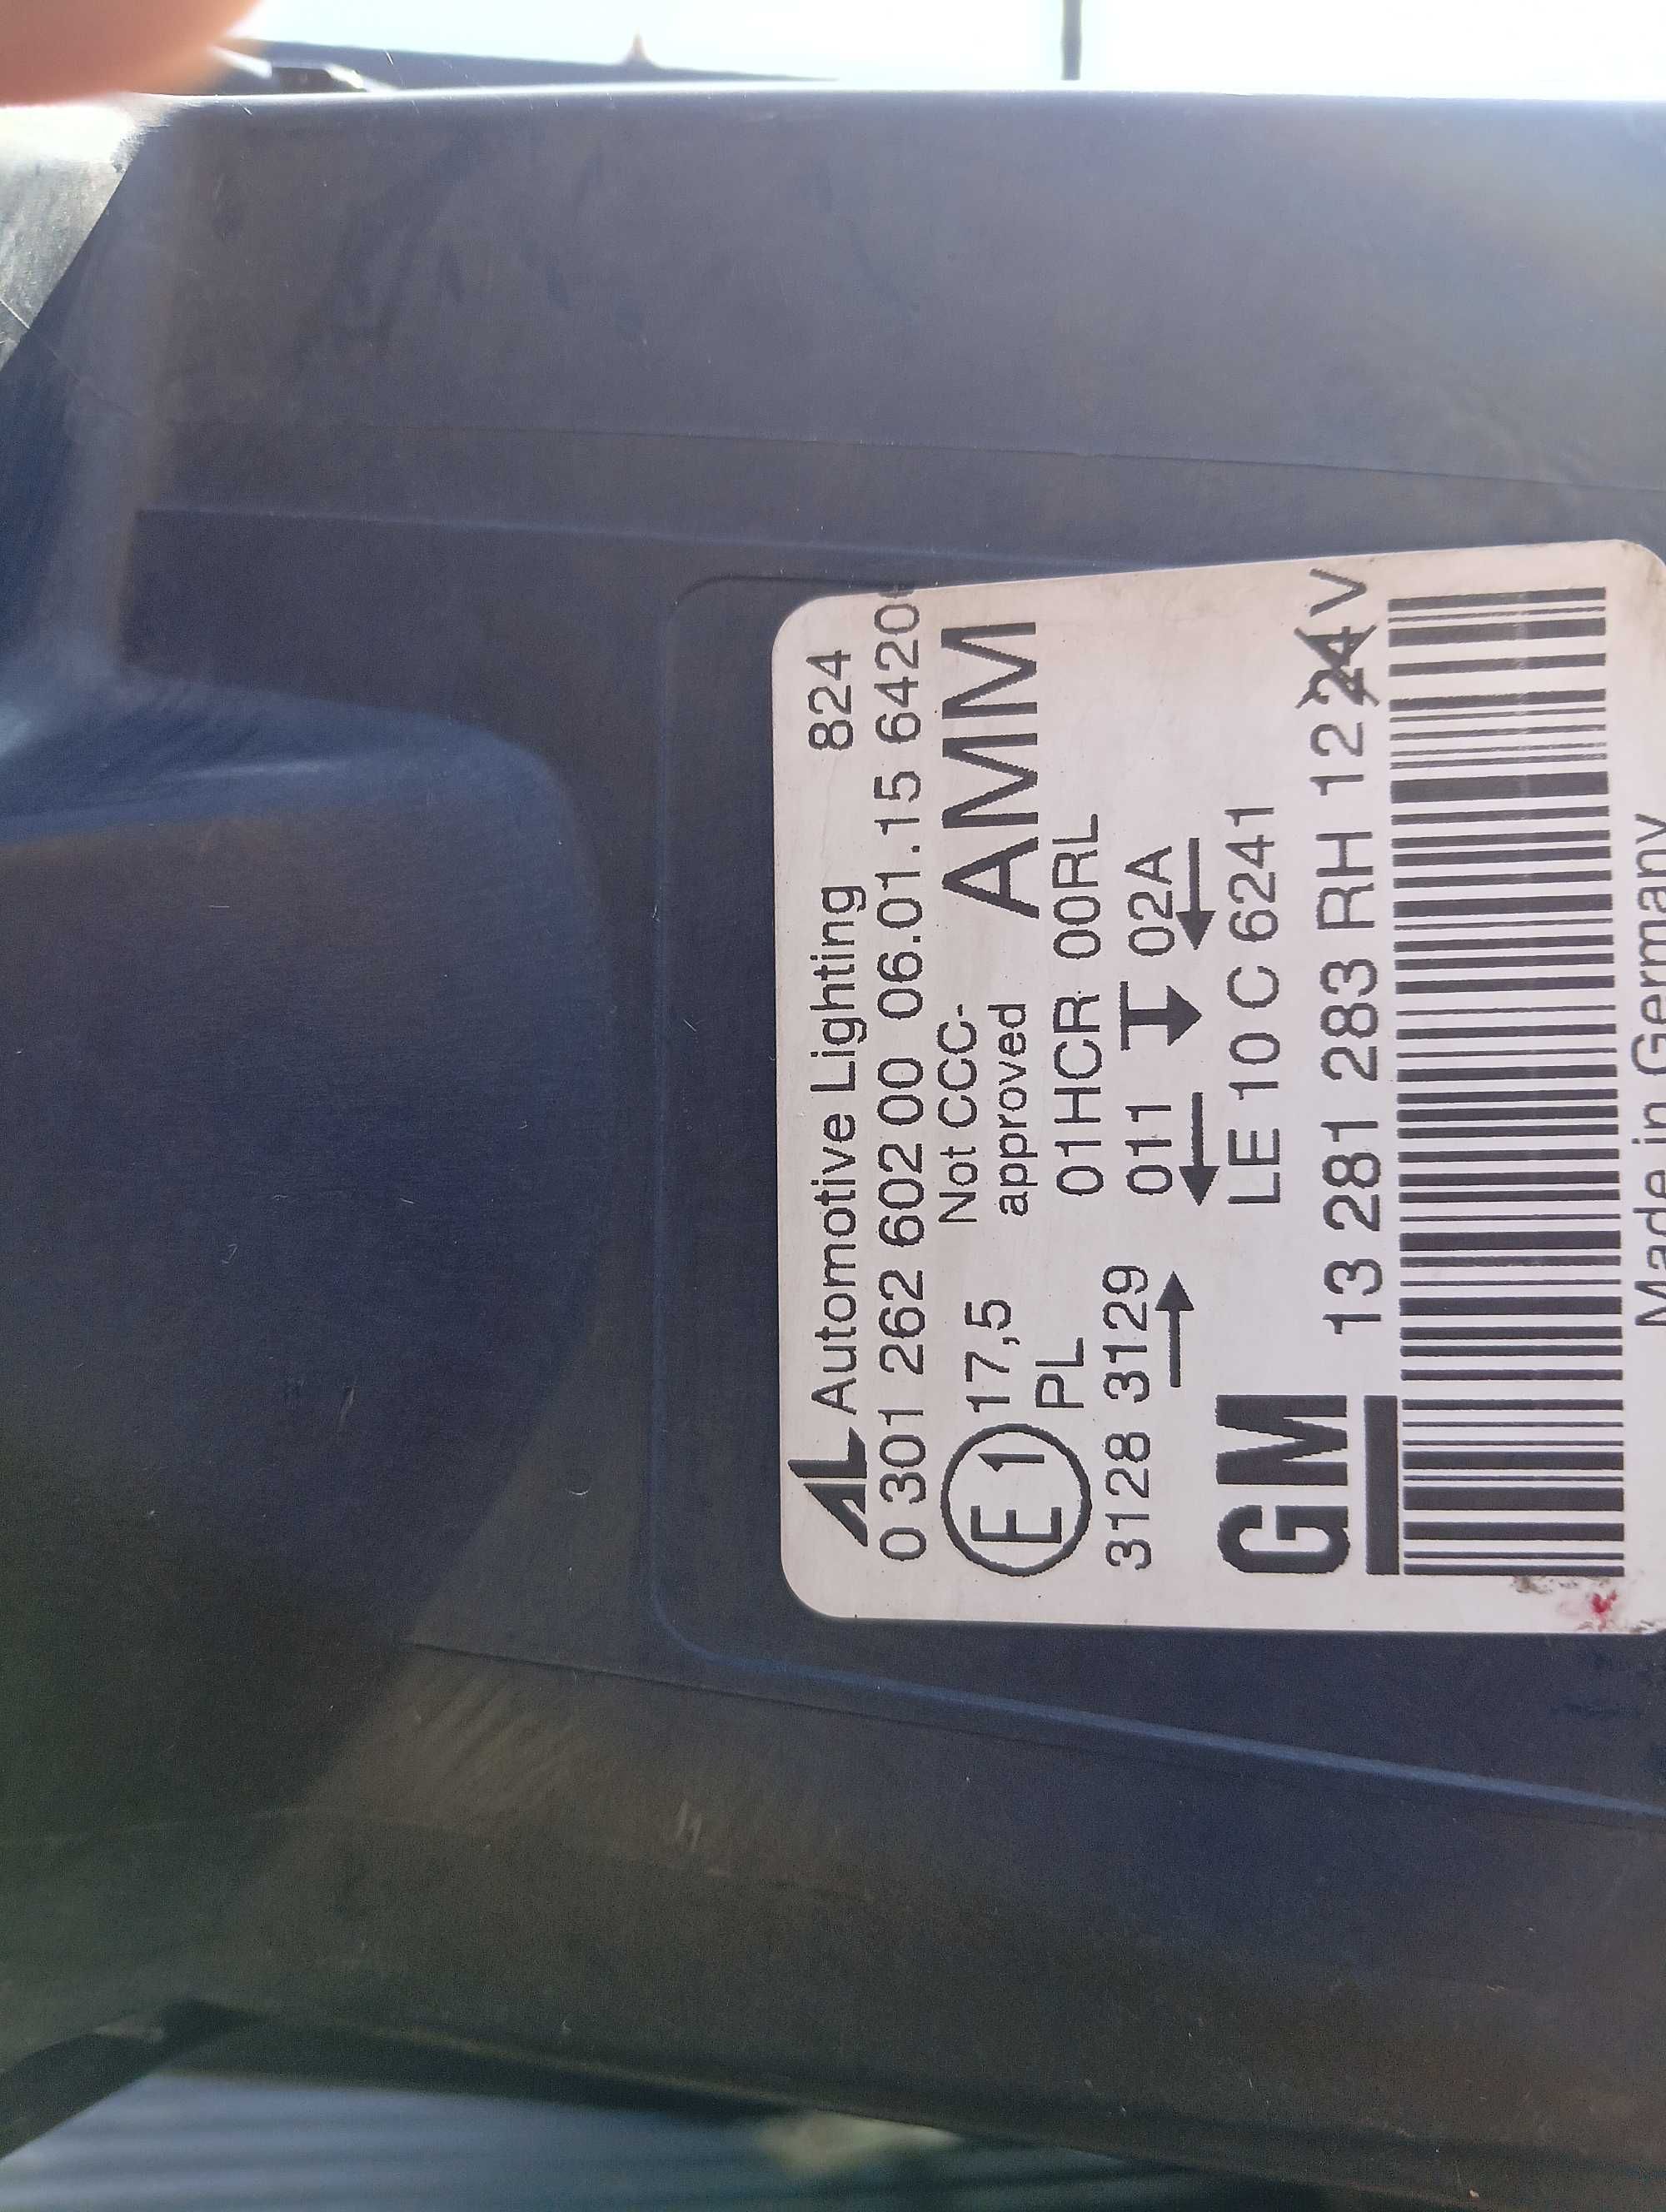 AL Automotive Lighting 824
0 301 262 602 00 06.01.15 6420
E1 17,5 Not CCC-
approved AMM
PL 01HCR 00RL
3128 3129 011 02A
LE 10 C 6241
GM 13 281 283 RH 12 24 V
Made in Germany